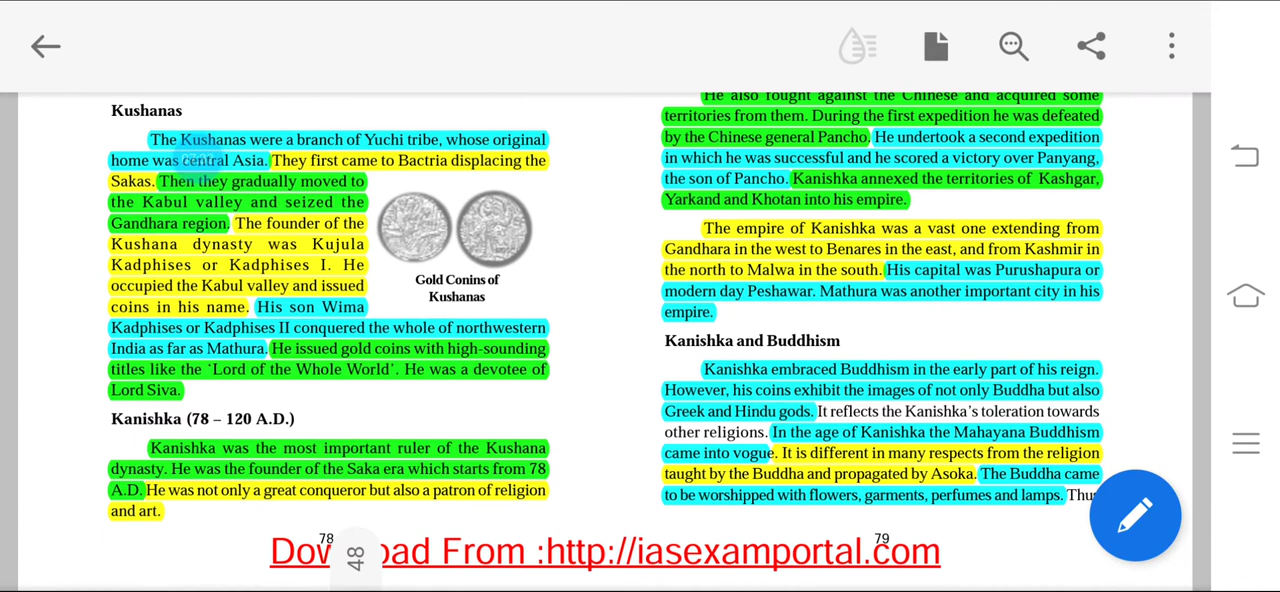 Kushanas
The Kushanas were a branch of Yuchi tribe, whose original
home was central Asia. They first came to Bactria displacing the
Sakas. Then they gradually moved to
the Kabul valley and seized the
Gandhara region. The founder of the
Kushana dynasty was Kujula
Kadphises or Kadphises I. He
occupied the Kabul valley and issued
coins in his name. His son Wima
Gold Conins of
Kushanas
Kadphises or Kadphises II conquered the whole of northwestern
India as far as Mathura. He issued gold coins with high-sounding
titles like the ‘Lord of the Whole World’. He was a devotee of
Lord Siva.
Kanishka (78 – 120 A.D.)
Kanishka was the most important ruler of the Kushana
dynasty. He was the founder of the Saka era which starts from 78
A.D. He was not only a great conqueror but also a patron of religion
and art.
78
He also fought against the Chinese and acquired some
territories from them. During the first expedition he was defeated
by the Chinese general Pancho. He undertook a second expedition
in which he was successful and he scored a victory over Panyang,
the son of Pancho. Kanishka annexed the territories of Kashgar,
Yarkand and Khotan into his empire.
The empire of Kanishka was a vast one extending from
Gandhara in the west to Benares in the east, and from Kashmir in
the north to Malwa in the south. His capital was Purushapura or
modern day Peshawar. Mathura was another important city in his
empire.
Kanishka and Buddhism
Kanishka embraced Buddhism in the early part of his reign.
However, his coins exhibit the images of not only Buddha but also
Greek and Hindu gods. It reflects the Kanishka’s toleration towards
other religions. In the age of Kanishka the Mahayana Buddhism
came into vogue. It is different in many respects from the religion
taught by the Buddha and propagated by Asoka. The Buddha came
to be worshipped with flowers, garments, perfumes and lamps. Thus
79
48
Download From :http://iasexamportal.com